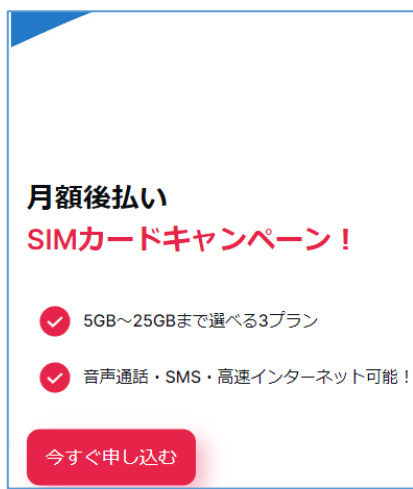 月額後払い
SIMカードキャンペーン！
5GB～25GBまで選べる3プラン
音声通話・SMS・高速インターネット可能！
今すぐ申し込む